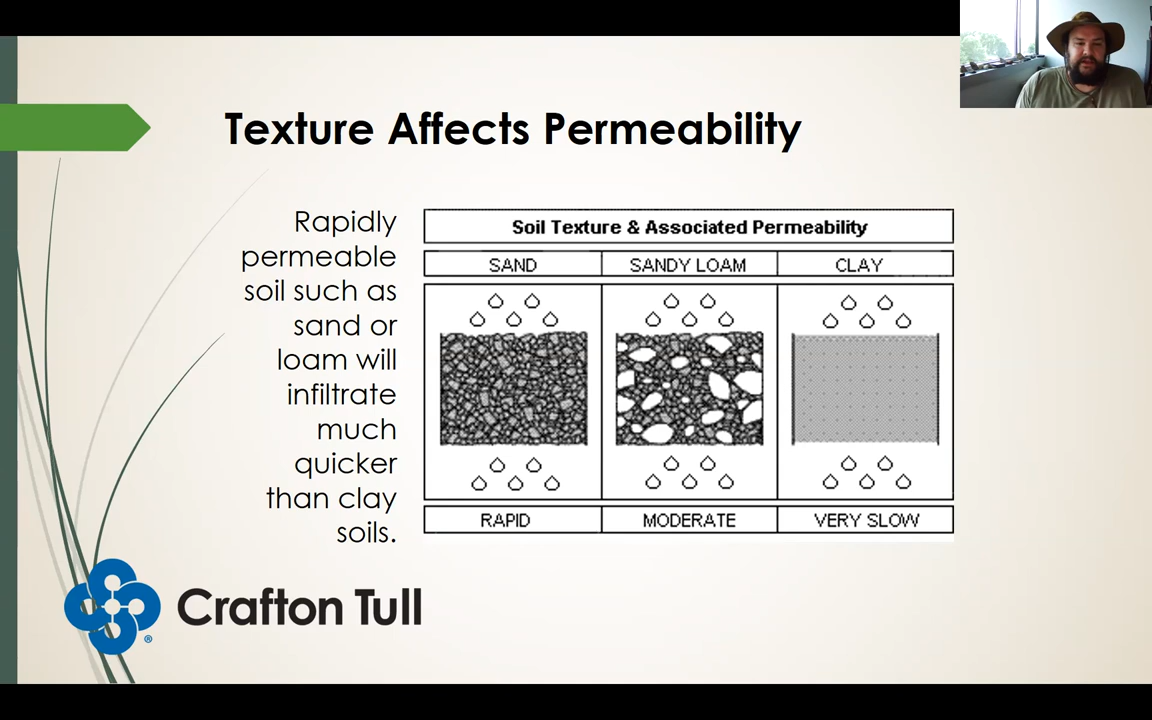 Texture Affects Permeability
Rapidly
permeable
soil such as
sand or
loam will
infiltrate
much
quicker
than clay
soils.
Soil Texture & Associated Permeability
SAND SANDY LOAM CLAY
RAPID MODERATE VERY SLOW
Crafton Tull
®